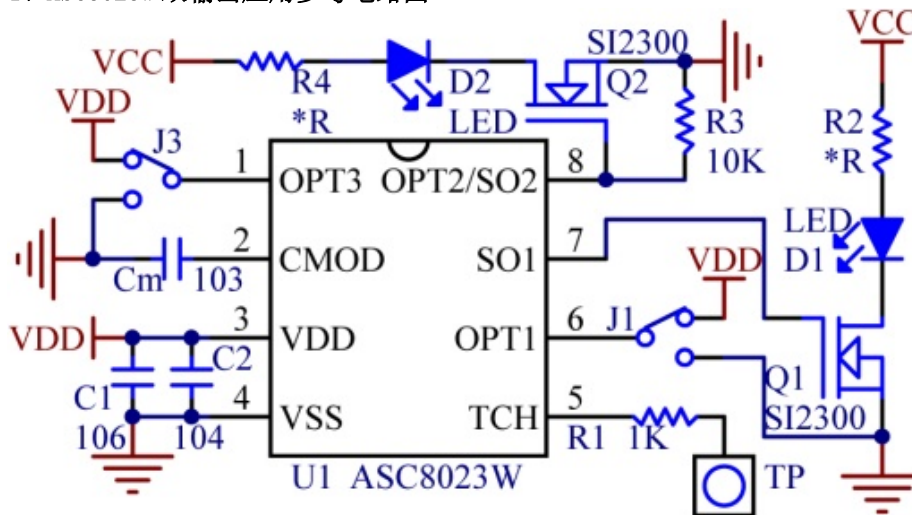 VCC
R4
*R
D2
LED
SI2300
Q2
R3
10K
VCC
R2
*R
LED
D1
VDD
J3
1
OPT3
OPT2/SO2
8
2
CMOD
SO1
7
Cm
103
VDD
3
VDD
OPT1
6
J1
VDD
C1
106
C2
104
4
VSS
TCH
5
R1
1K
Q1
SI2300
U1 ASC8023W
TP